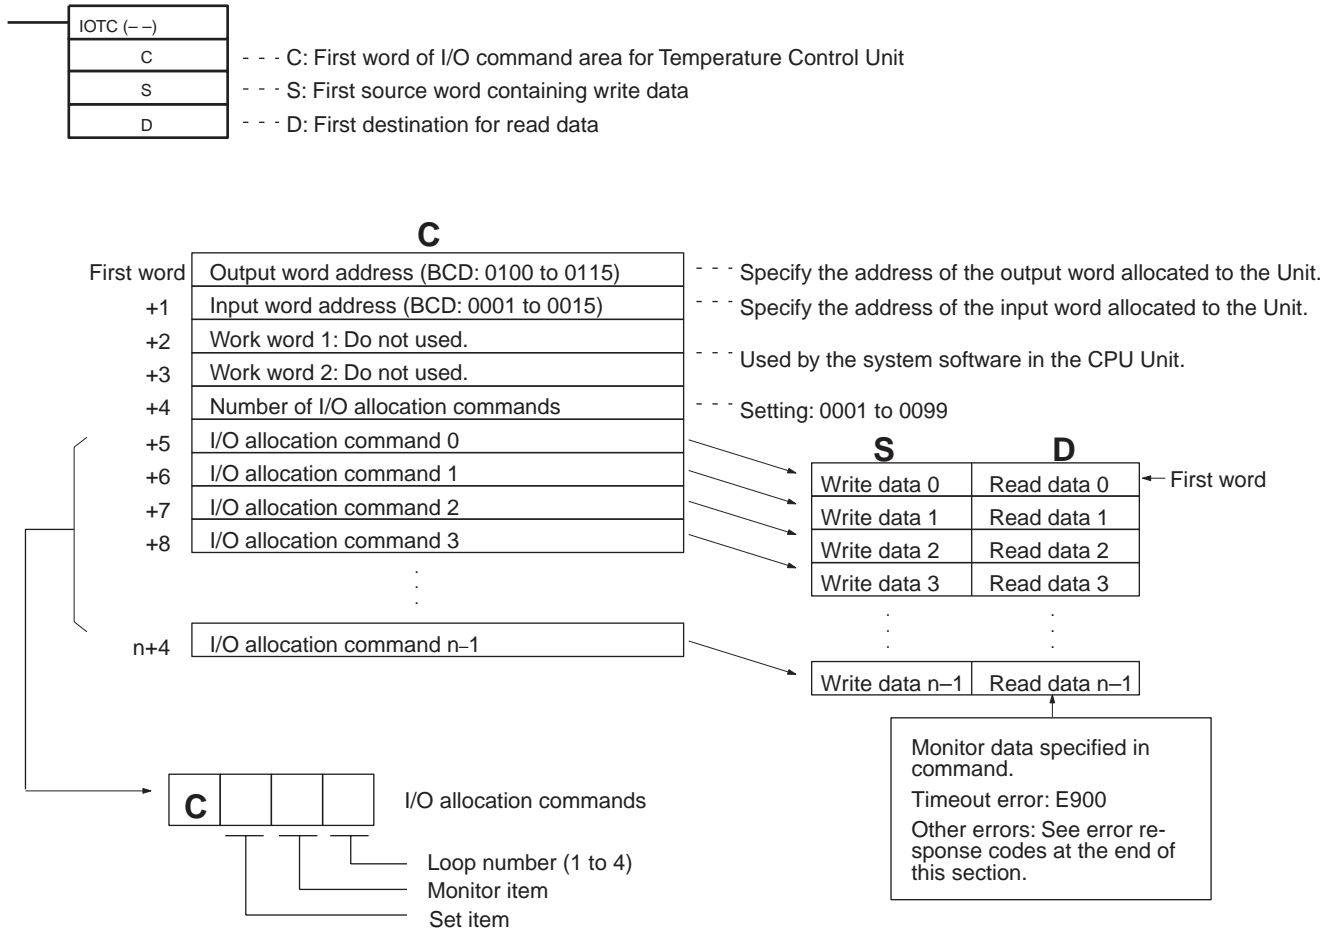 IOTC (– –)
C
- - - C: First word of I/O command area for Temperature Control Unit
S
- - - S: First source word containing write data
D
- - - D: First destination for read data
C
First word Output word address (BCD: 0100 to 0115) - - - Specify the address of the output word allocated to the Unit.
+1 Input word address (BCD: 0001 to 0015) - - - Specify the address of the input word allocated to the Unit.
+2 Work word 1: Do not used.
- - - Used by the system software in the CPU Unit.
+3 Work word 2: Do not used.
+4 Number of I/O allocation commands - - - Setting: 0001 to 0099
+5 I/O allocation command 0
S D
+6 I/O allocation command 1
Write data 0 Read data 0 First word
+7 I/O allocation command 2
Write data 1 Read data 1
+8 I/O allocation command 3
Write data 2 Read data 2
Write data 3 Read data 3
n+4 I/O allocation command n–1
Write data n–1 Read data n–1
Monitor data specified in
command.
Timeout error: E900
Other errors: See error re-
sponse codes at the end of
this section.
C I/O allocation commands
Loop number (1 to 4)
Monitor item
Set item